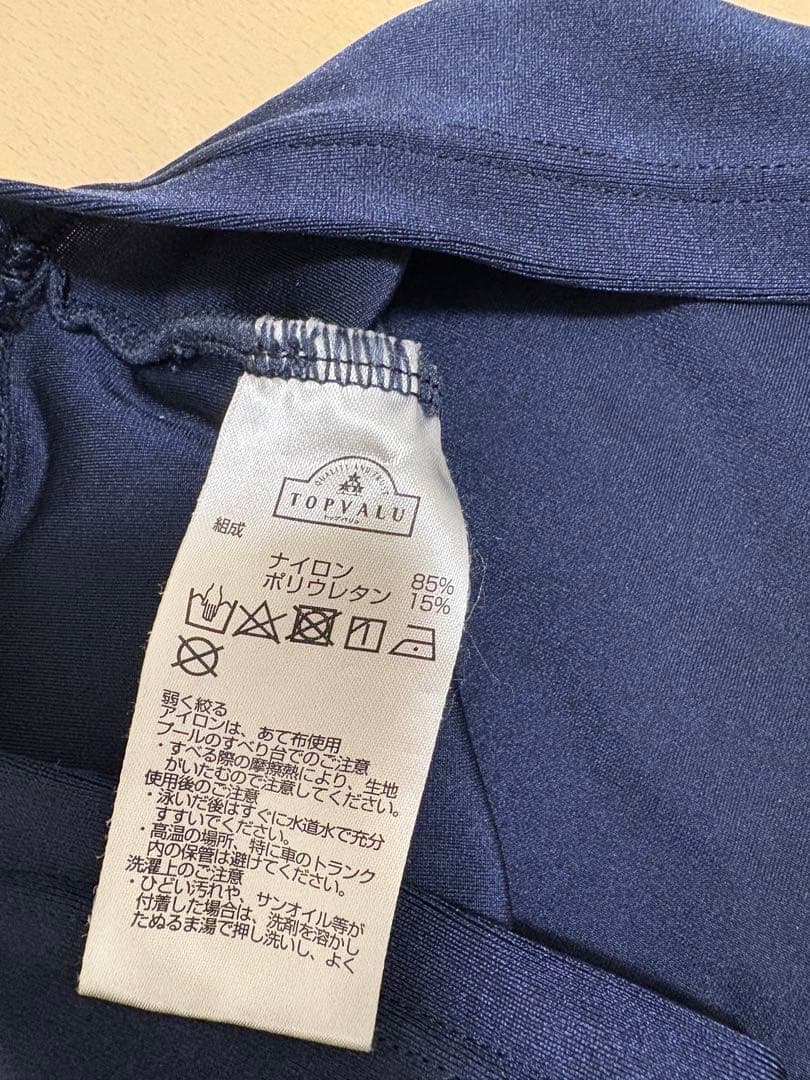 QUALITY AND TRUST
TOPVALU
トップバリュ
組成
ナイロン 85%
ポリウレタン 15%
弱く絞る
アイロンは、あて布使用
プールのすべり台でのご注意
・すべる際の摩擦熱により、生地
がいたむので注意してください。
使用後のご注意
・泳いだ後はすぐに水道水で充分
すすいでください。
・高温の場所、特に車のトランク
内の保管は避けてください。
洗濯上のご注意
・ひどい汚れや、サンオイル等が
付着した場合は、洗剤を溶かし
たぬるま湯で押し洗いし、よく